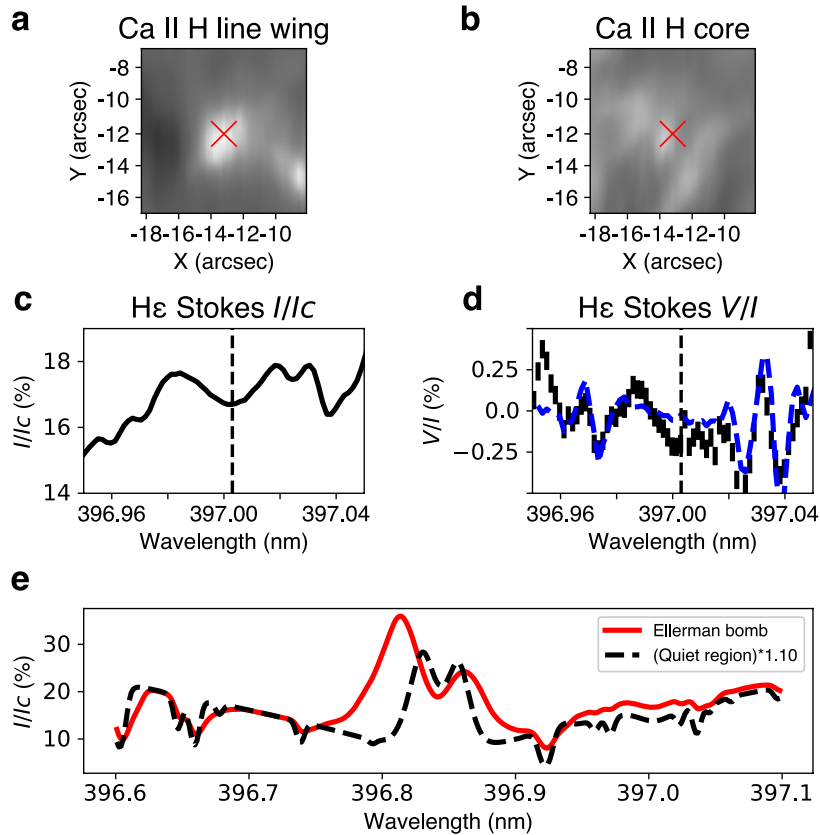 a
Ca II H line wing
-8
-10
-12
-14
-16
Y (arcsec)
-18-16-14-12-10
X (arcsec)
b
Ca II H core
-8
-10
-12
-14
-16
Y (arcsec)
-18-16-14-12-10
X (arcsec)
c
Hε Stokes I/Ic
18
16
14
I/Ic (%)
396.96 397.00 397.04
Wavelength (nm)
d
Hε Stokes V/I
0.25
0.0
−0.25
V/I (%)
396.96 397.00 397.04
Wavelength (nm)
e
30
20
10
I/Ic (%)
Ellerman bomb
(Quiet region)*1.10
396.6 396.7 396.8 396.9 397.0 397.1
Wavelength (nm)